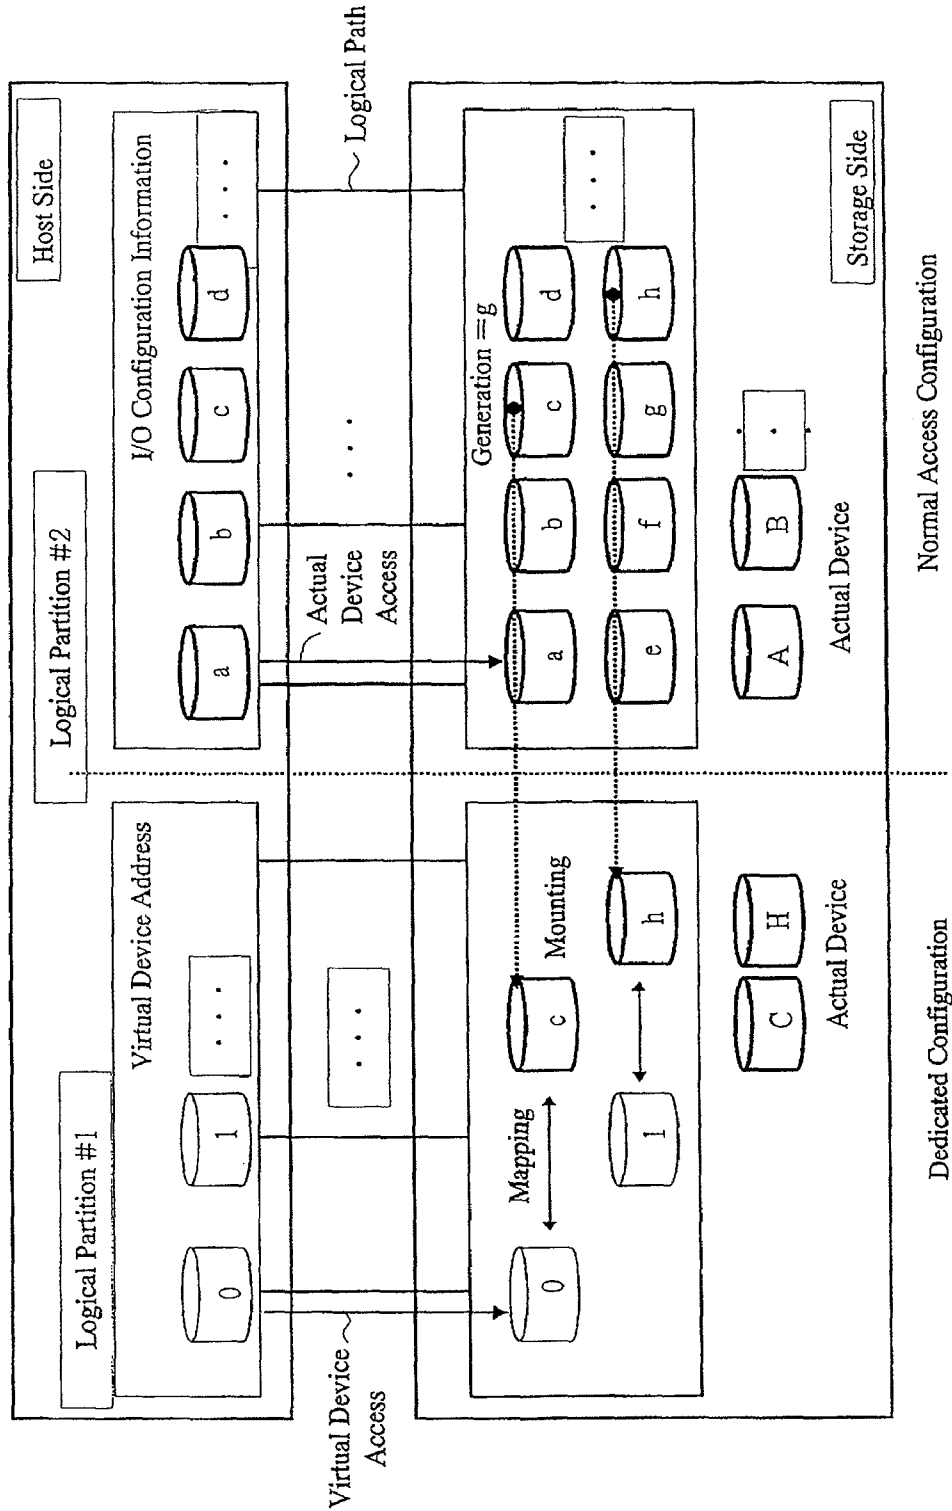 Host Side
Logical Partition #1
Logical Partition #2
Virtual Device Address
I/O Configuration Information
0
1
. . .
a
b
c
d
. . .
Virtual Device
Access
. . .
Actual
Device
Access
. . .
Logical Path
Generation =g
0
Mapping
c
Mounting
a
b
c
d
1
h
e
f
g
h
. . .
C
H
Actual Device
A
B
. . .
Actual Device
Storage Side
Dedicated Configuration
Normal Access Configuration